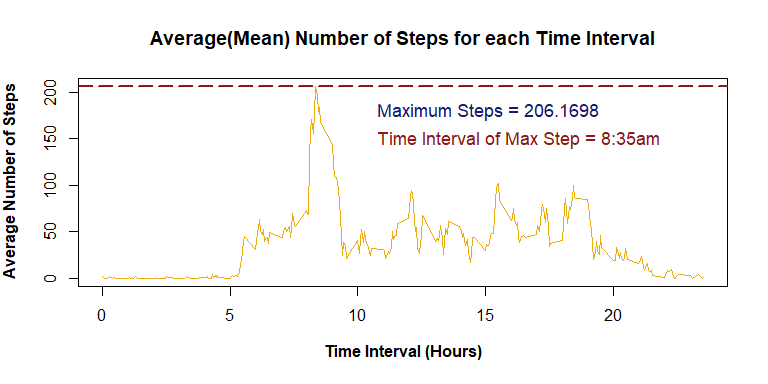 Average(Mean) Number of Steps for each Time Interval
Average Number of Steps
200
150
100
50
0
Maximum Steps = 206.1698
Time Interval of Max Step = 8:35am
0 5 10 15 20
Time Interval (Hours)